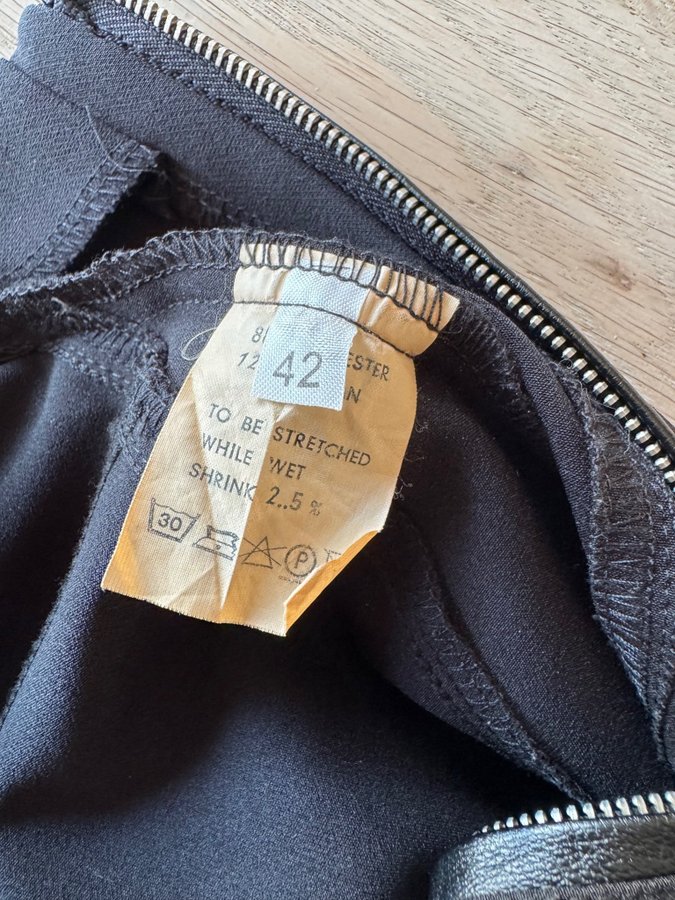 42
TO BE STRETCHED
WHILE WET
SHRINK 2..5 %
30
P